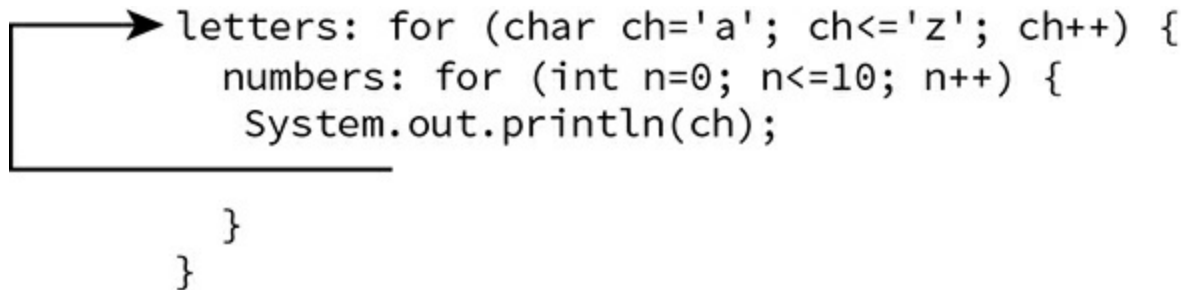 letters: for (char ch='a'; ch<='z'; ch++) {
numbers: for (int n=0; n<=10; n++) {
System.out.println(ch);
}
}